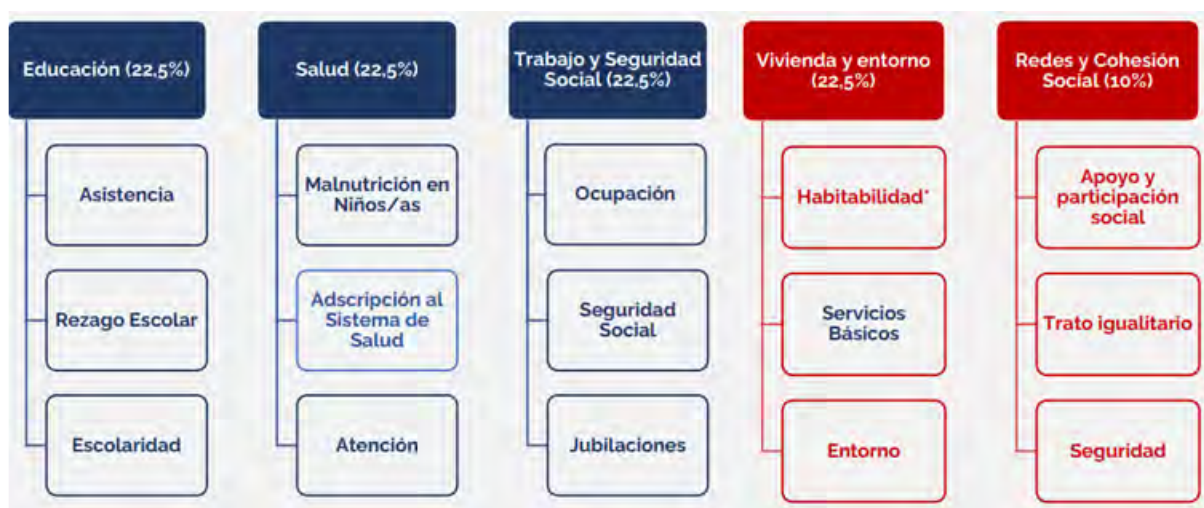 Educación (22,5%)
Asistencia
Rezago Escolar
Escolaridad
Salud (22,5%)
Malnutrición en
Niños/as
Adscripción al
Sistema de
Salud
Atención
Trabajo y Seguridad
Social (22,5%)
Ocupación
Seguridad
Social
Jubilaciones
Vivienda y entorno
(22,5%)
Habitabilidad*
Servicios
Básicos
Entorno
Redes y Cohesión
Social (10%)
Apoyo y
participación
social
Trato igualitario
Seguridad